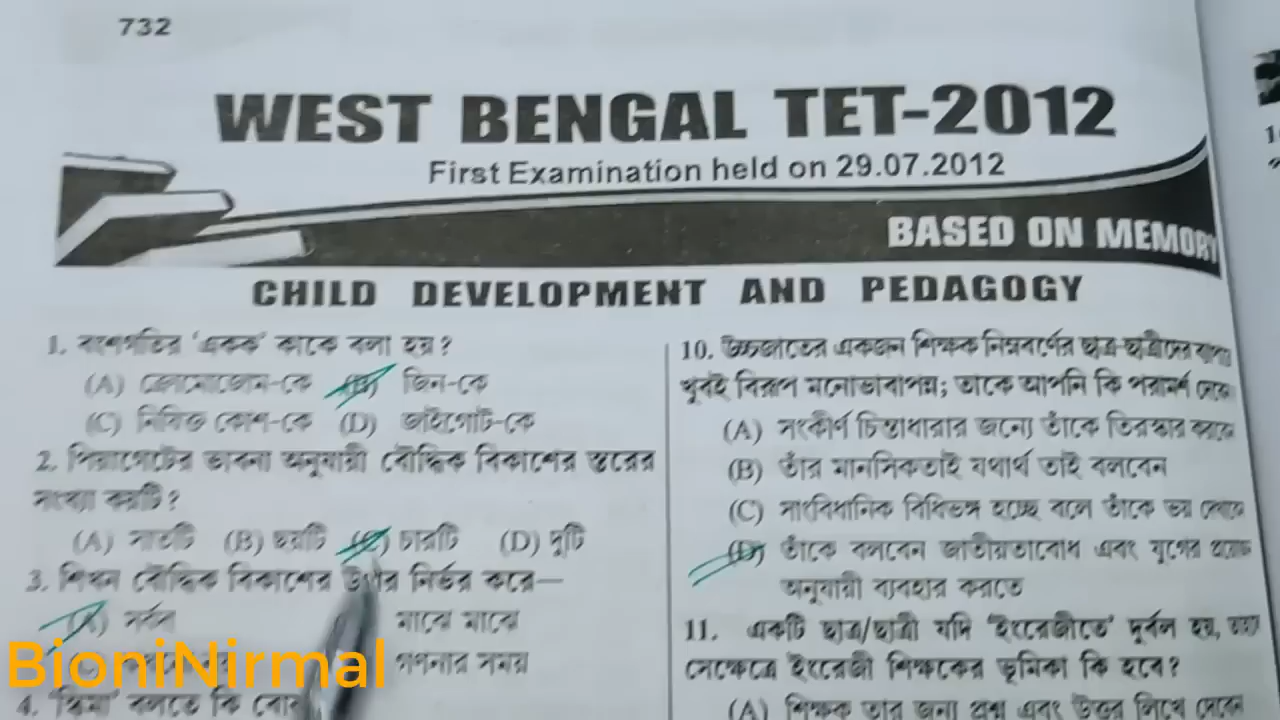 732
WEST BENGAL TET-2012
First Examination held on 29.07.2012
BASED ON MEMORY
CHILD DEVELOPMENT AND PEDAGOGY
1. বংশগতির 'একক' কাকে বলা হয়?
(A) ক্রোমোজোম-কে (B) জিন-কে
(C) নিষিক্ত কোশ-কে (D) জাইগোট-কে
2. পিয়াজেটের ভাবনা অনুযায়ী বৌদ্ধিক বিকাশের স্তরের
সংখ্যা কয়টি?
(A) সাতটি (B) ছয়টি (C) চারটি (D) দুটি
3. শিখন বৌদ্ধিক বিকাশের উপর নির্ভর করে—
(A) সর্বদা
মাঝে মাঝে
গণনার সময়
4. 'স্কিমা' বলতে কি
10. উচ্চজাতের একজন শিক্ষক নিম্নবর্ণের ছাত্র-ছাত্রীদের
খুবই বিরূপ মনোভাবাপন্ন; তাকে আপনি কি পরামর্শ
(A) সংকীর্ণ চিন্তাধারার জন্যে তাঁকে তিরস্কার
(B) তাঁর মানসিকতাই যথার্থ তাই বলবেন
(C) সাংবিধানিক বিধিভঙ্গ হচ্ছে বলে তাঁকে ভয়
(D) তাঁকে বলবেন জাতীয়তাবোধ এবং যুগের
অনুযায়ী ব্যবহার করতে
11. একটি ছাত্র/ছাত্রী যদি 'ইংরেজীতে' দুর্বল হয়,
সেক্ষেত্রে ইংরেজী শিক্ষকের ভূমিকা কি হবে?
(A) শিক্ষক তার জন্য প্রশ্ন এবং উত্তর লিখে
BioniNirmal